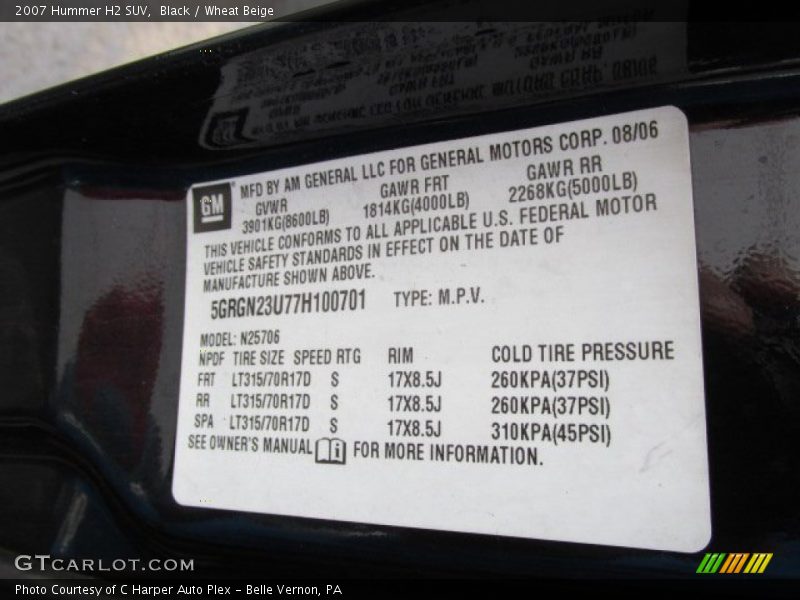 2007 Hummer H2 SUV,  Black / Wheat Beige
GM
MFD BY AM GENERAL LLC FOR GENERAL MOTORS CORP. 08/06
GVWR GAWR FRT GAWR RR
3901KG(8600LB) 1814KG(4000LB) 2268KG(5000LB)
THIS VEHICLE CONFORMS TO ALL APPLICABLE U.S. FEDERAL MOTOR
VEHICLE SAFETY STANDARDS IN EFFECT ON THE DATE OF
MANUFACTURE SHOWN ABOVE.
5GRGN23U77H100701 TYPE: M.P.V.
MODEL: N25706
NPDF TIRE SIZE SPEED RTG RIM COLD TIRE PRESSURE
FRT LT315/70R17D S 17X8.5J 260KPA(37PSI)
RR LT315/70R17D S 17X8.5J 260KPA(37PSI)
SPA LT315/70R17D S 17X8.5J 310KPA(45PSI)
SEE OWNER'S MANUAL FOR MORE INFORMATION.
GTCARLOT.COM
Photo Courtesy of C Harper Auto Plex - Belle Vernon, PA